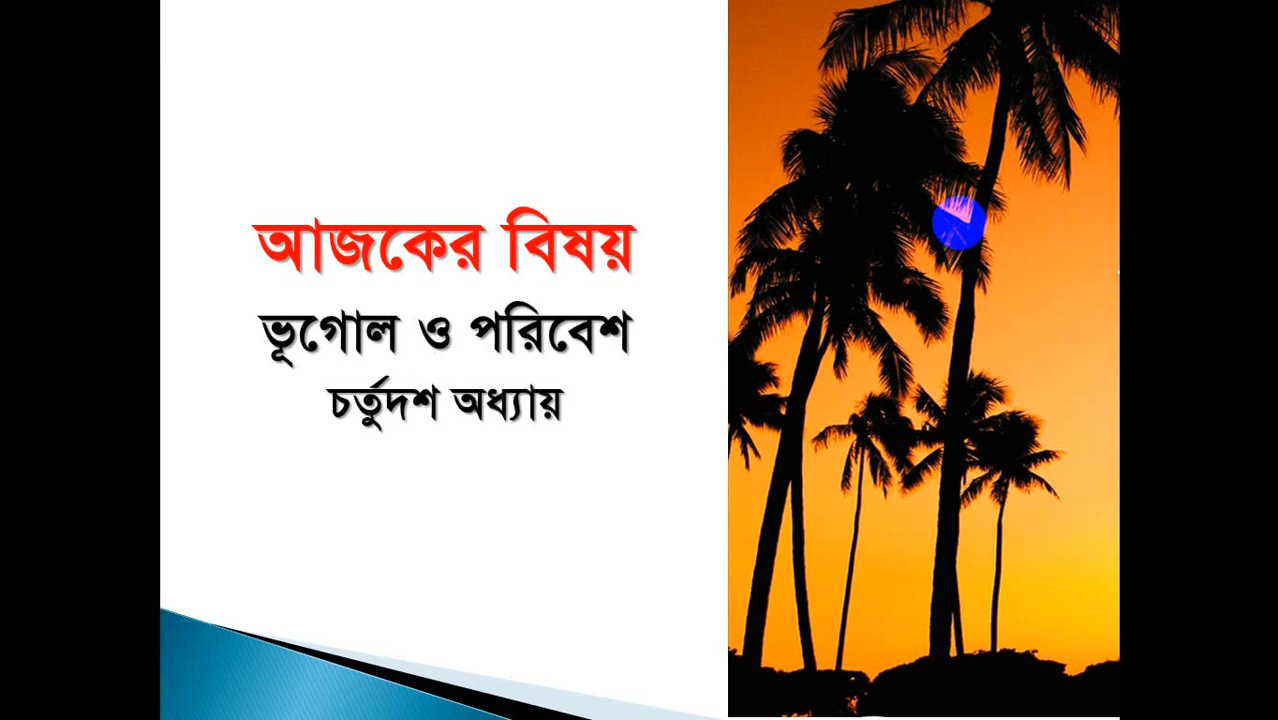 আজকের বিষয়
ভূগোল ও পরিবেশ
চর্তুদশ অধ্যায়